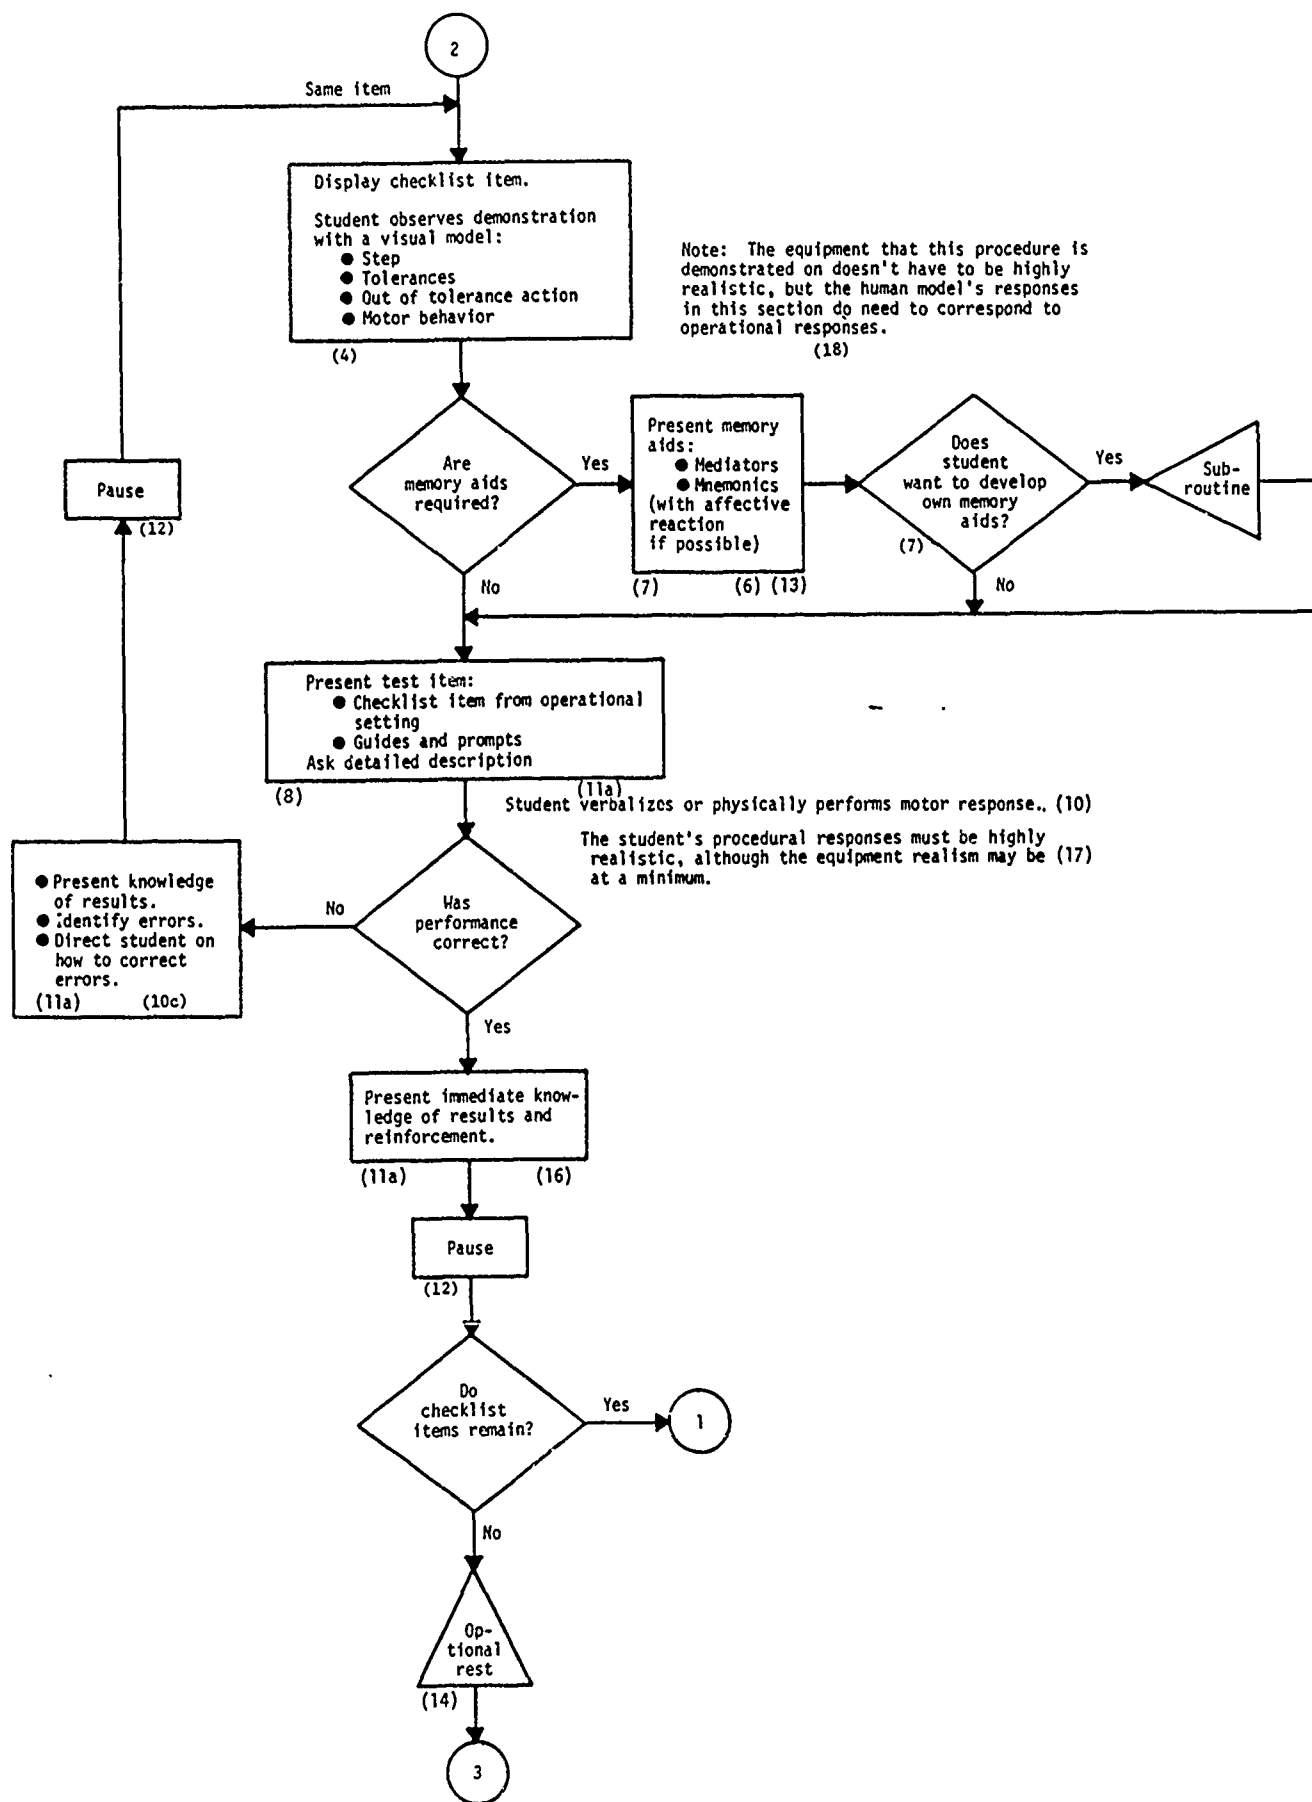 2
Same item
Display checklist item.
Student observes demonstration
with a visual model:
● Step
● Tolerances
● Out of tolerance action
● Motor behavior
(4)
Note: The equipment that this procedure is
demonstrated on doesn't have to be highly
realistic, but the human model's responses
in this section do need to correspond to
operational responses.
(18)
Are
memory aids
required?
Yes
No
Present memory
aids:
● Mediators
● Mnemonics
(with affective
reaction
if possible)
(7) (6) (13)
Does
student
want to develop
own memory
aids?
(7)
Yes
No
Sub-
routine
Pause
(12)
Present test item:
● Checklist item from operational
setting
● Guides and prompts
Ask detailed description
(8) (11a)
Student verbalizes or physically performs motor response.. (10)
The student's procedural responses must be highly
realistic, although the equipment realism may be (17)
at a minimum.
Was
performance
correct?
No
● Present knowledge
of results.
● Identify errors.
● Direct student on
how to correct
errors.
(11a) (10c)
Yes
Present immediate know-
ledge of results and
reinforcement.
(11a) (16)
Pause
(12)
Do
checklist
items remain?
Yes
1
No
Op-
tional
rest
(14)
3